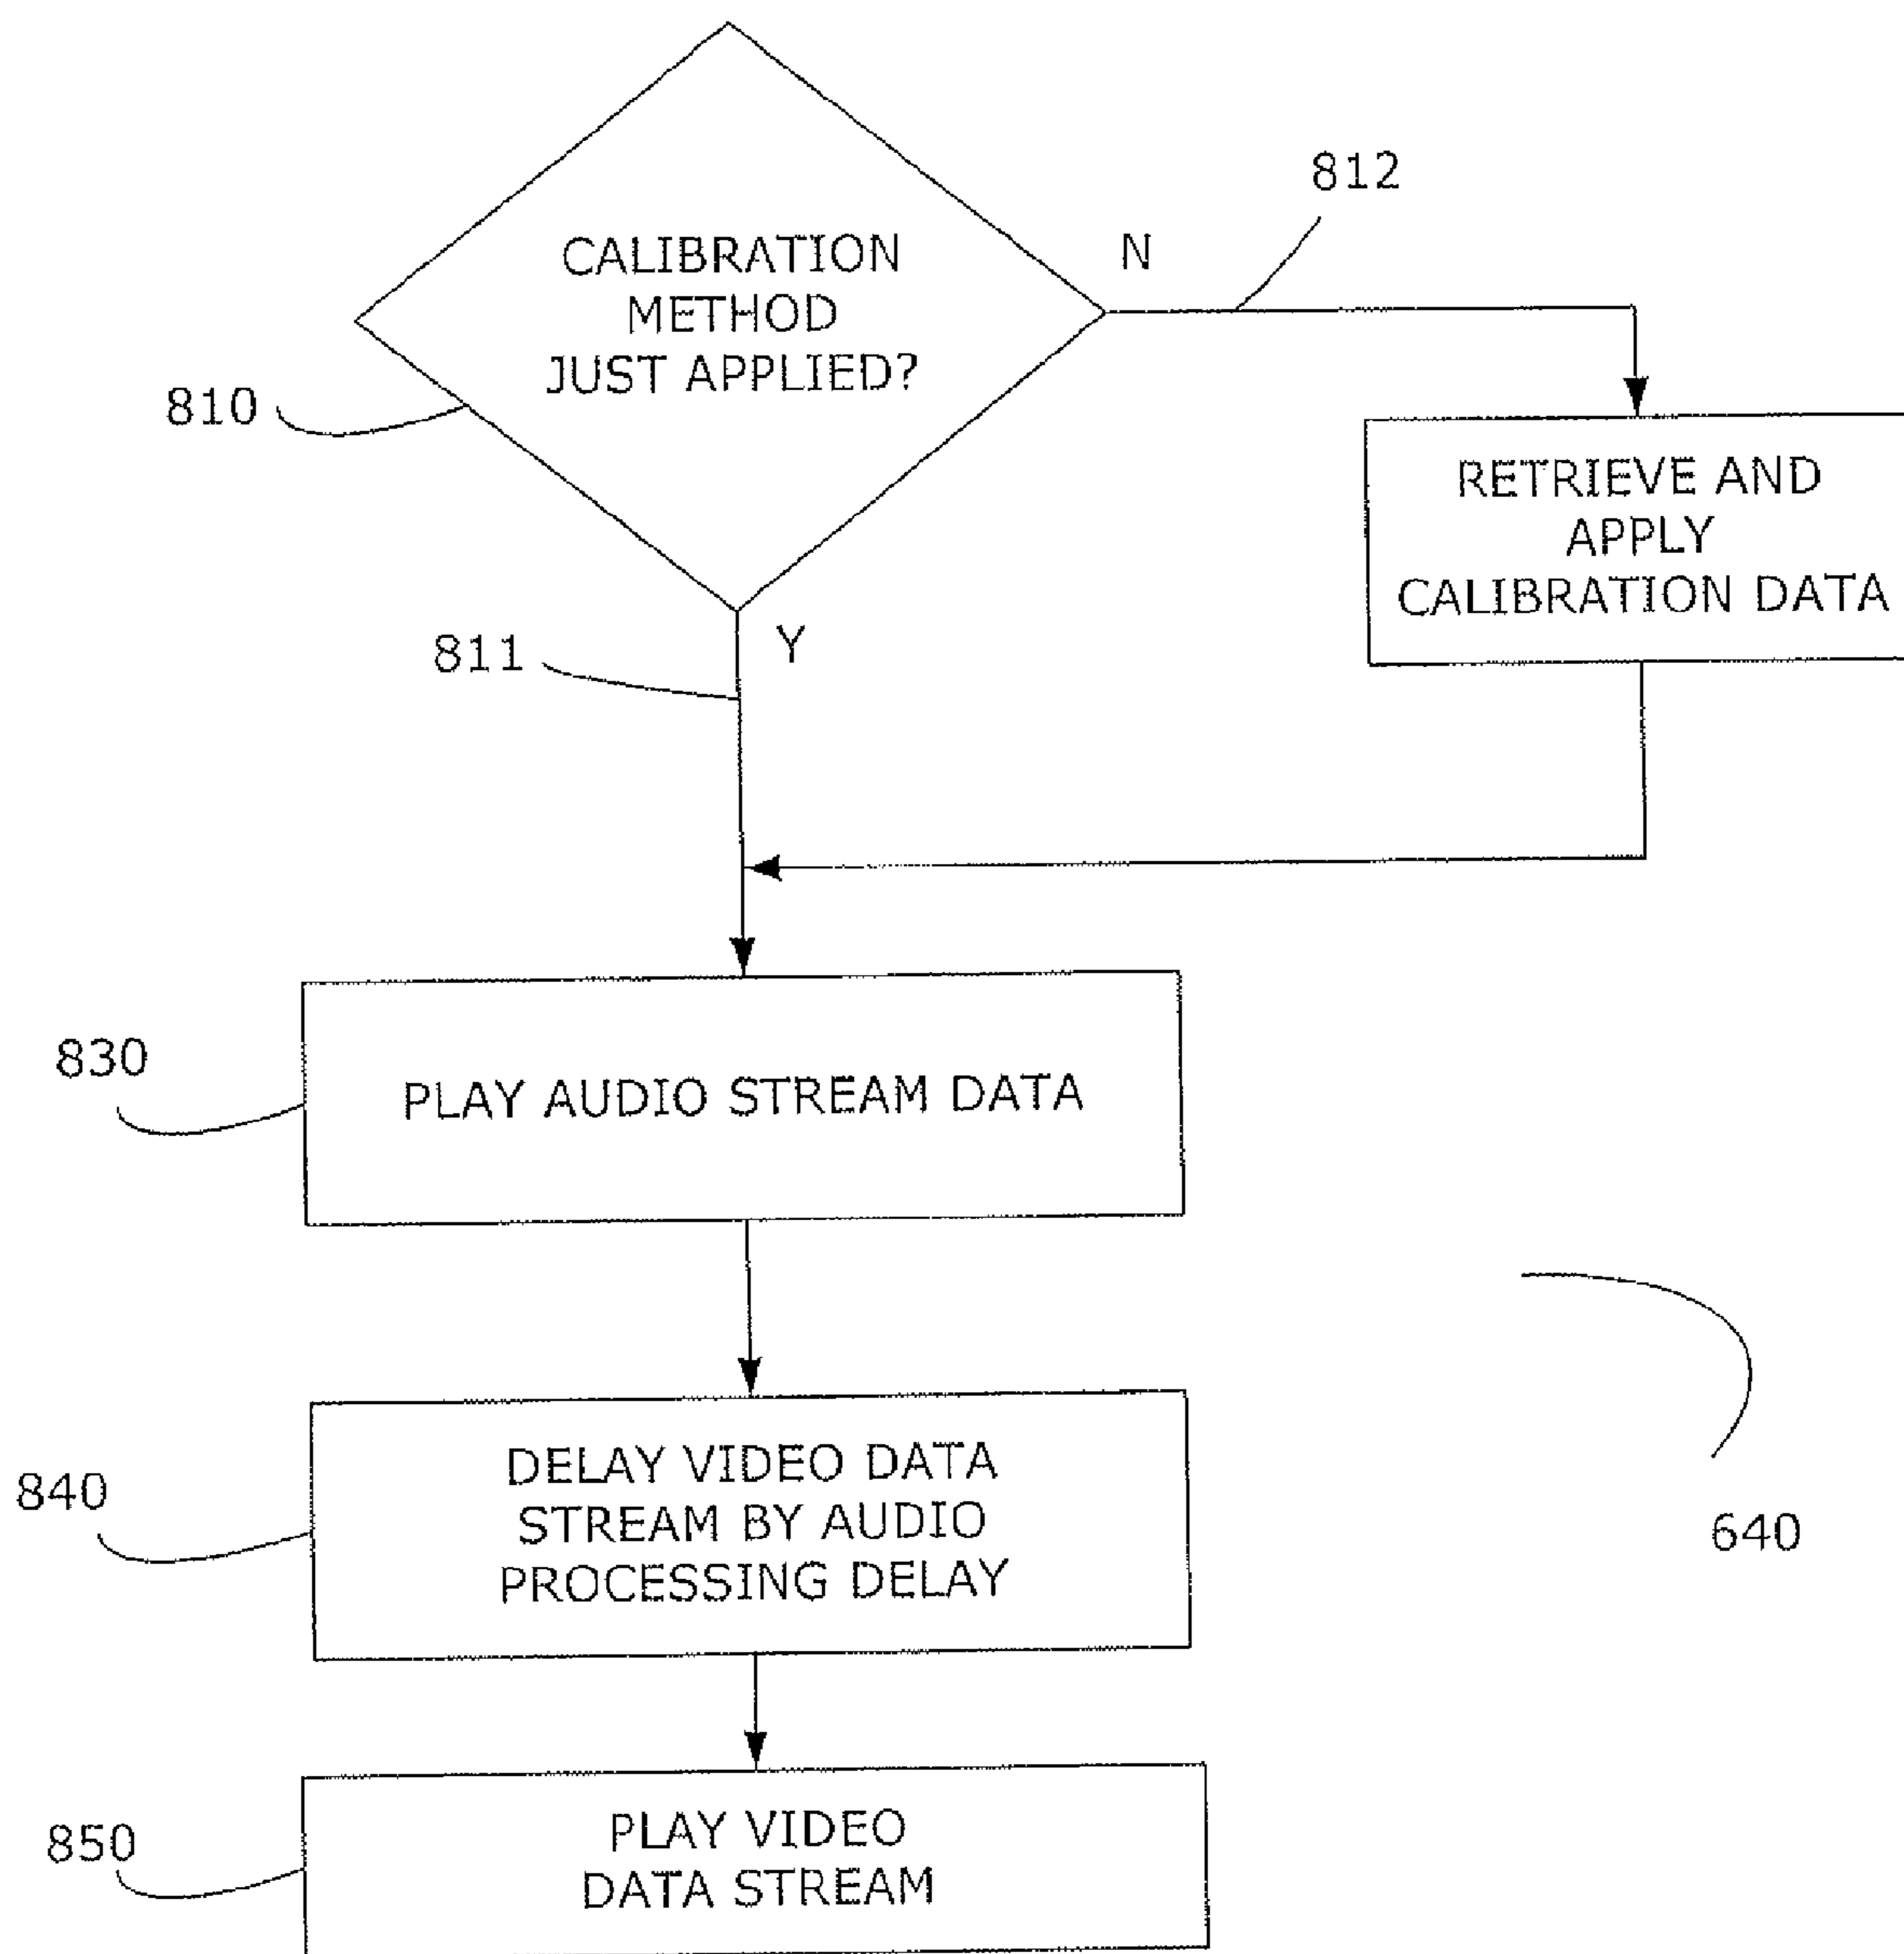 812
N
CALIBRATION
METHOD
JUST APPLIED?
810
RETRIEVE AND
APPLY
CALIBRATION DATA
811
Y
830
PLAY AUDIO STREAM DATA
840
DELAY VIDEO DATA
STREAM BY AUDIO
PROCESSING DELAY
640
850
PLAY VIDEO
DATA STREAM